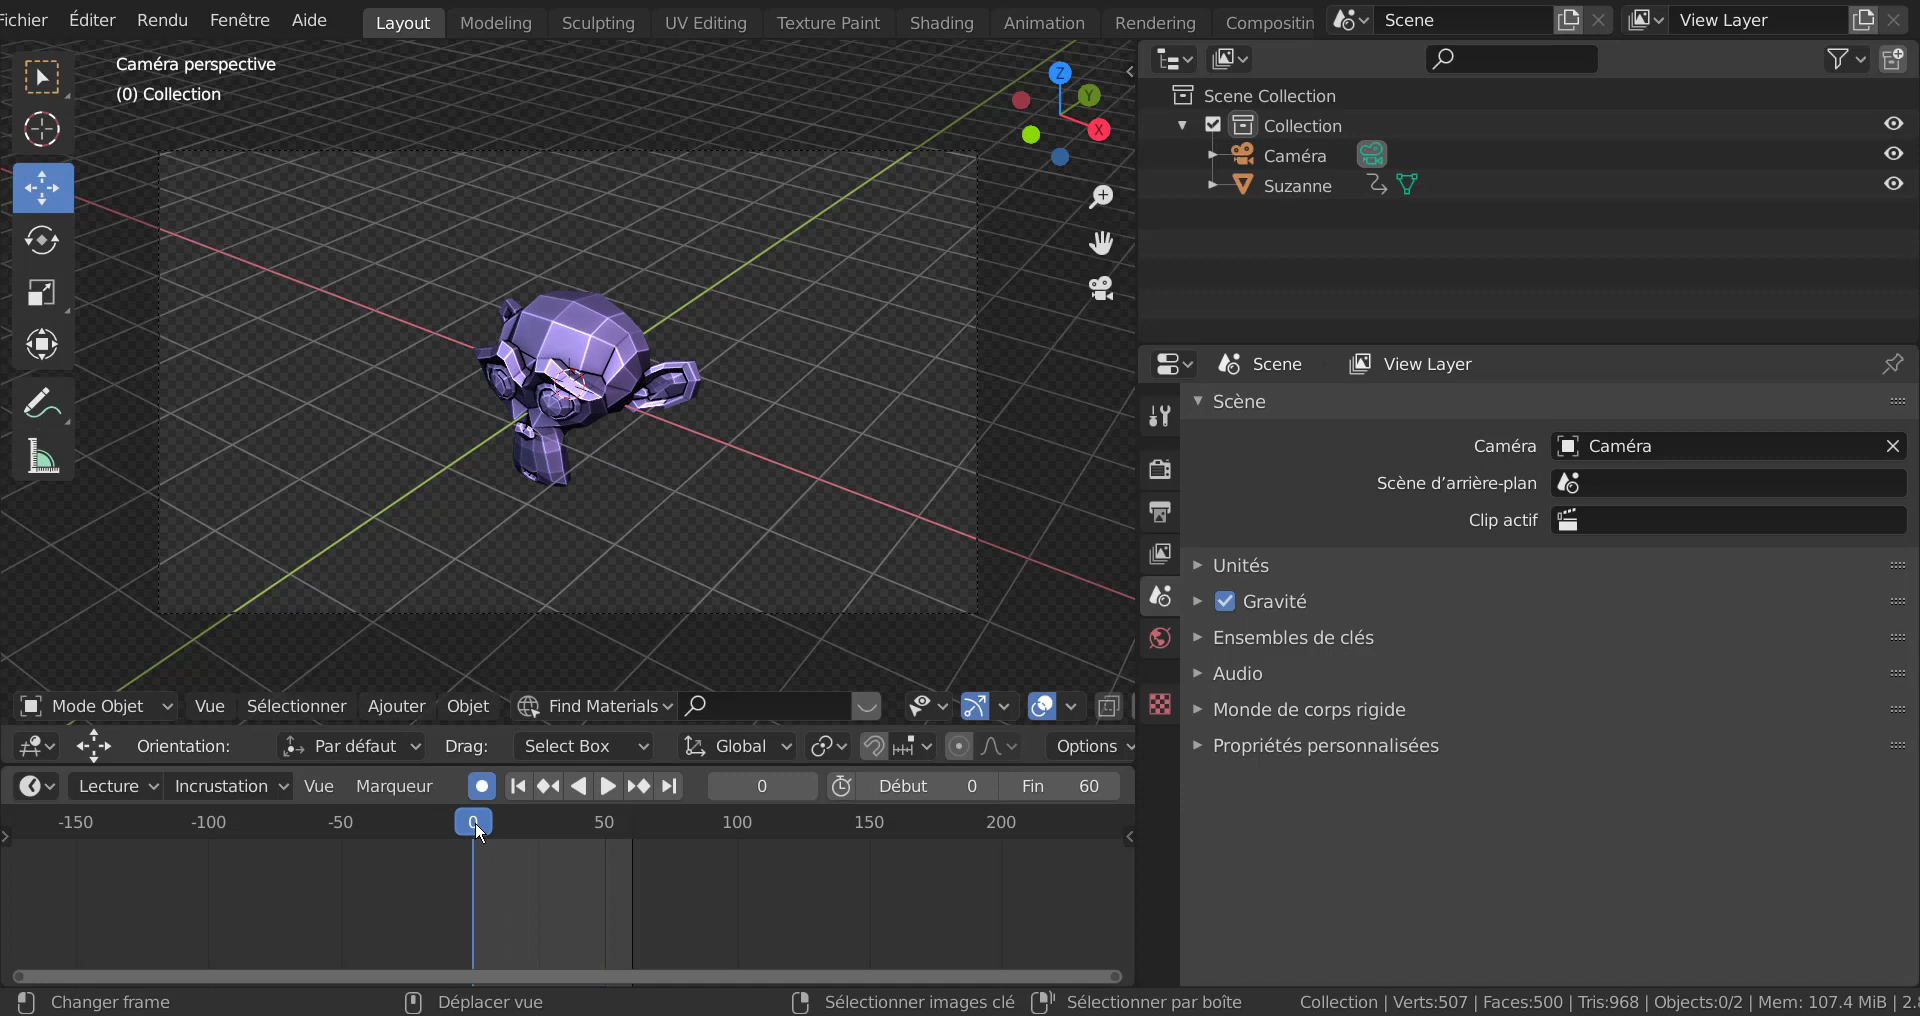 ichier Éditer Rendu Fenêtre Aide Layout Modeling Sculpting UV Editing Texture Paint Shading Animation Rendering Compositin Scene View Layer
Caméra perspective
(0) Collection
Z
Y
X
Scene Collection
Collection
Caméra
Suzanne
Scene View Layer
Scène
Caméra Caméra
Scène d’arrière-plan
Clip actif
Unités
Gravité
Ensembles de clés
Audio
Monde de corps rigide
Propriétés personnalisées
Mode Objet Vue Sélectionner Ajouter Objet Find Materials
Orientation: Par défaut Drag: Select Box Global Options
Lecture Incrustation Vue Marqueur 0 Début 0 Fin 60
-150 -100 -50 0 50 100 150 200
Changer frame Déplacer vue Sélectionner images clé Sélectionner par boîte Collection | Verts:507 | Faces:500 | Tris:968 | Objects:0/2 | Mem: 107.4 MiB | 2.